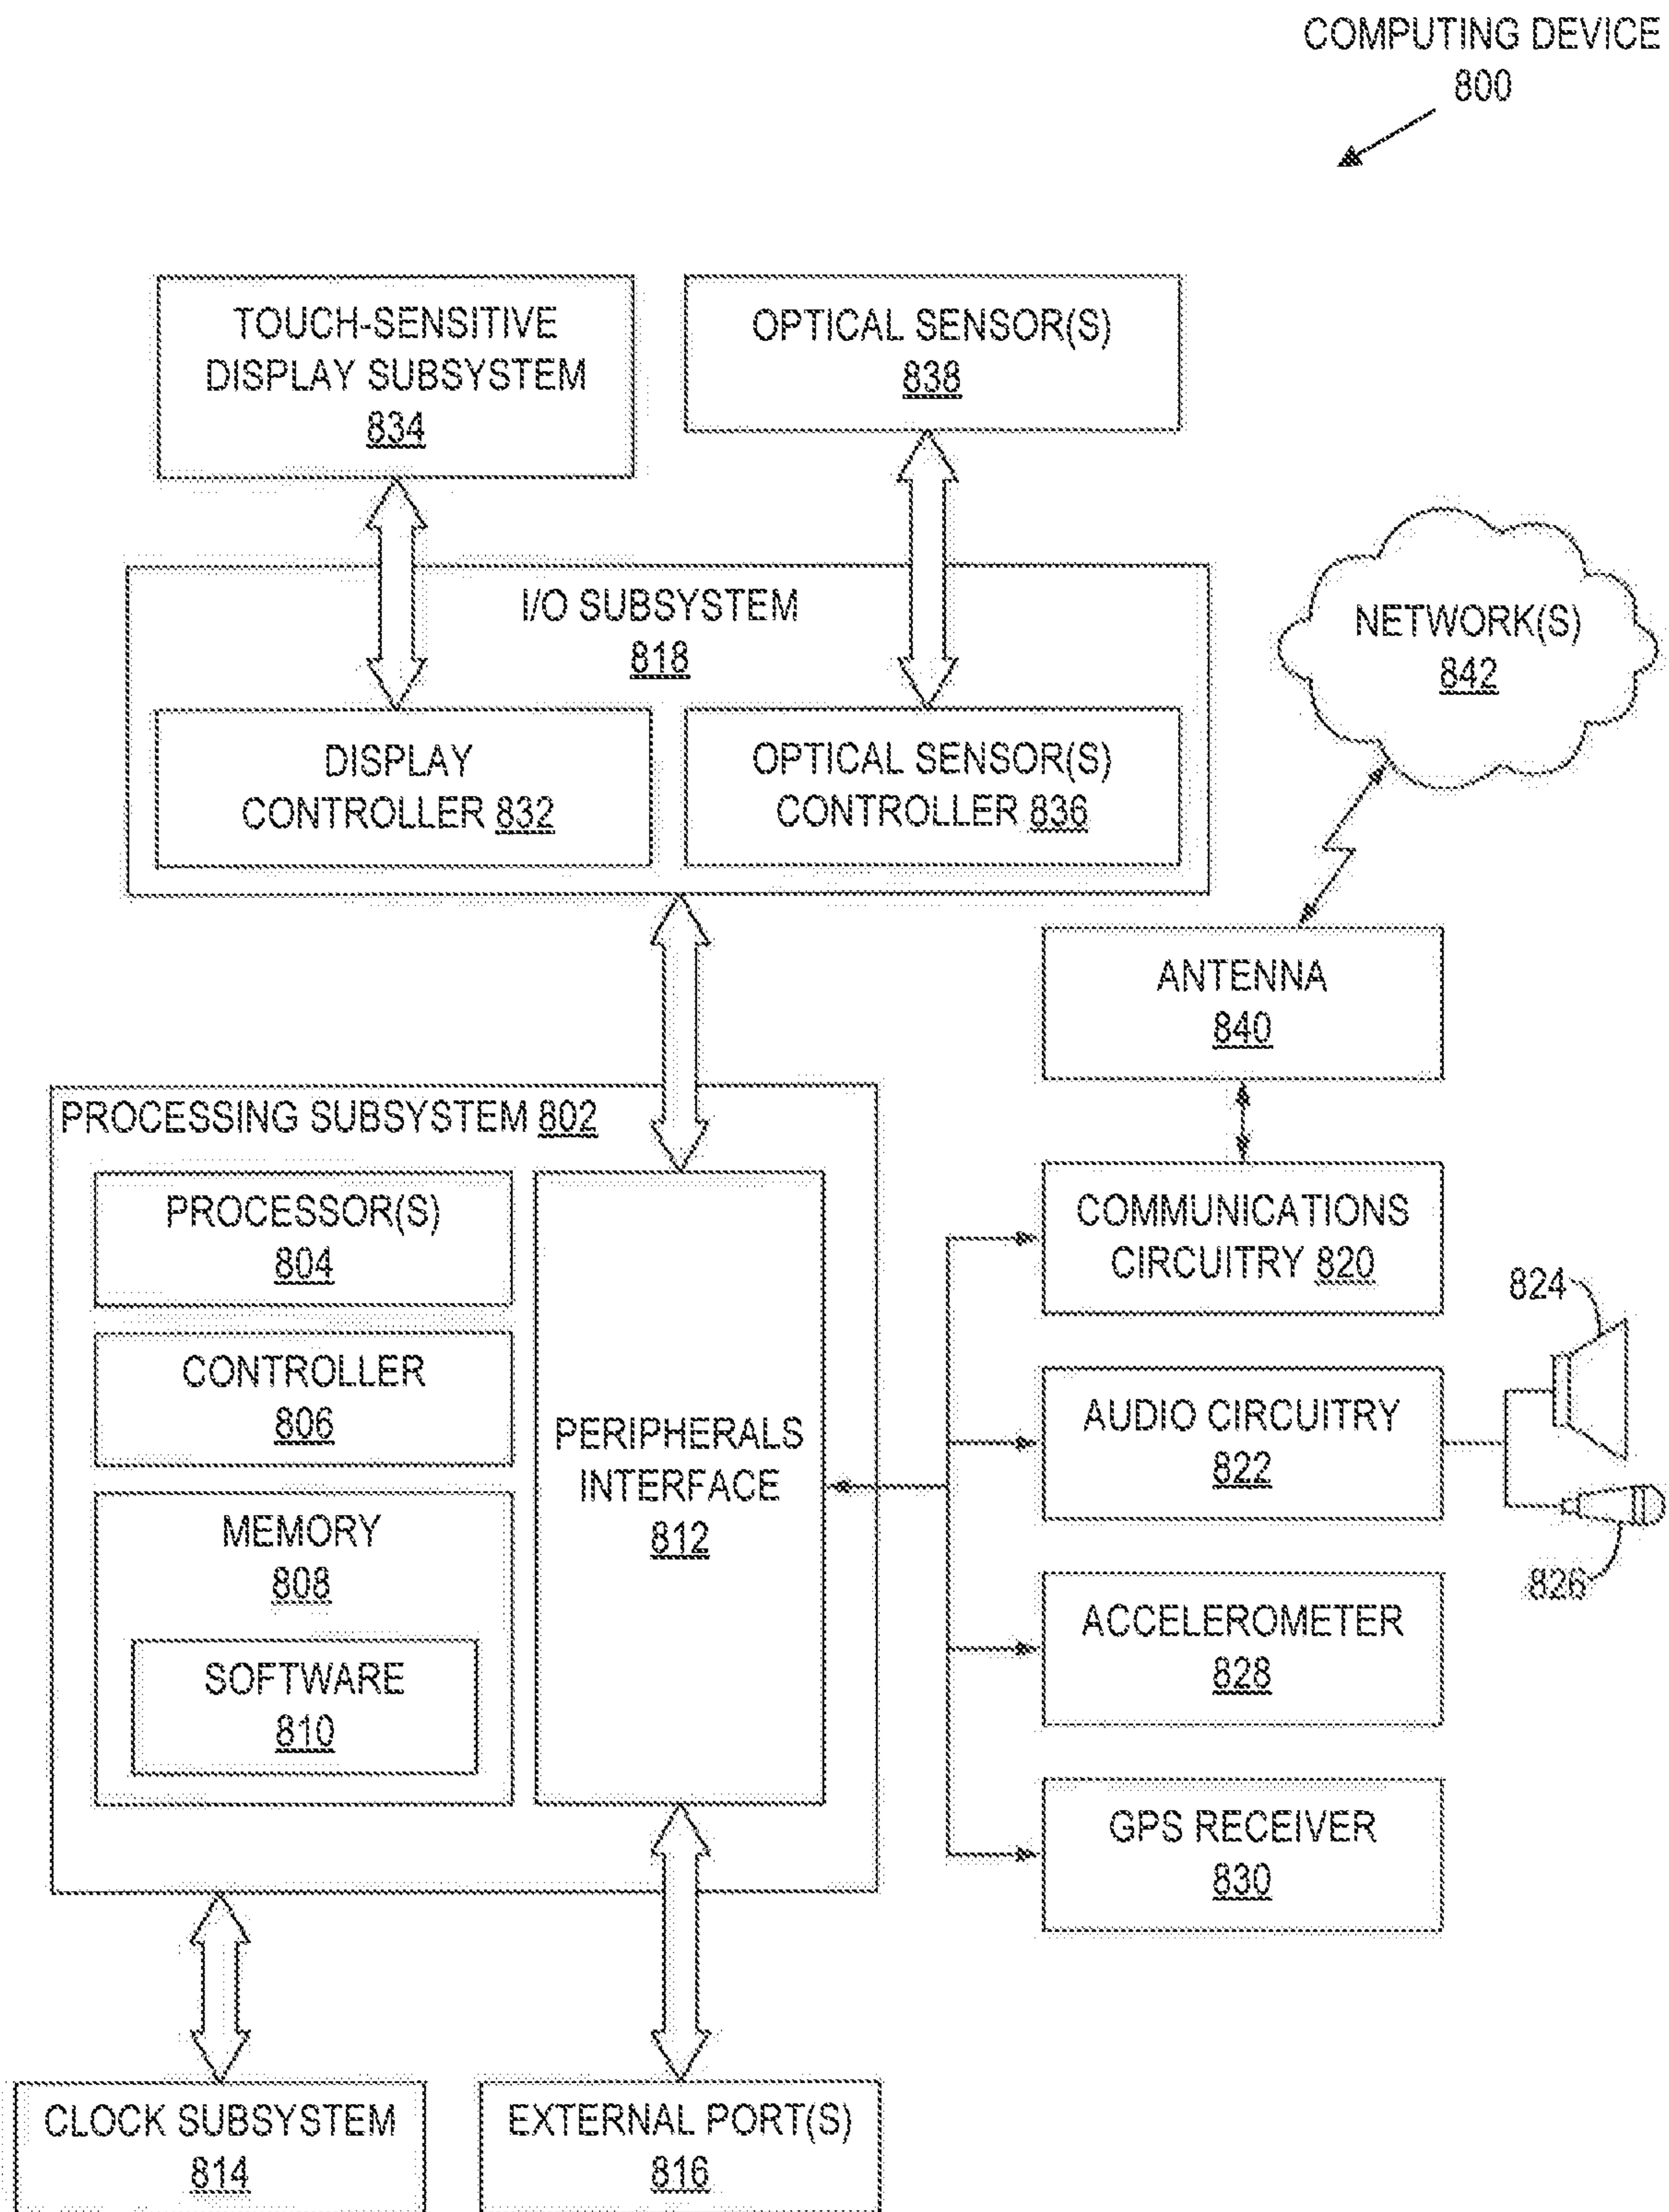 COMPUTING DEVICE
800
TOUCH-SENSITIVE
DISPLAY SUBSYSTEM
834
OPTICAL SENSOR(S)
838
I/O SUBSYSTEM
818
NETWORK(S)
842
DISPLAY
CONTROLLER 832
OPTICAL SENSOR(S)
CONTROLLER 836
ANTENNA
840
PROCESSING SUBSYSTEM 802
PROCESSOR(S)
804
CONTROLLER
806
MEMORY
808
SOFTWARE
810
PERIPHERALS
INTERFACE
812
COMMUNICATIONS
CIRCUITRY 820
824
AUDIO CIRCUITRY
822
826
ACCELEROMETER
828
GPS RECEIVER
830
CLOCK SUBSYSTEM
814
EXTERNAL PORT(S)
816